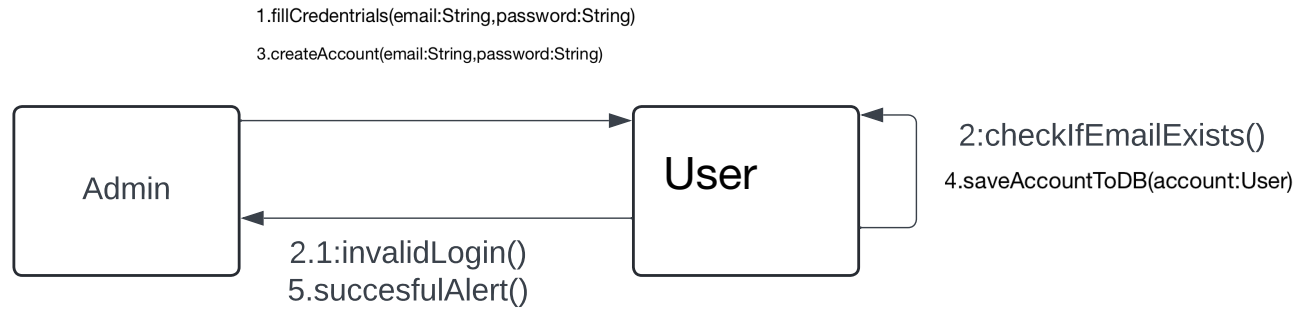 1.fillCredentrials(email:String,password:String)
3.createAccount(email:String,password:String)
Admin
User
2:checkIfEmailExists()
4.saveAccountToDB(account:User)
2.1:invalidLogin()
5.succesfulAlert()